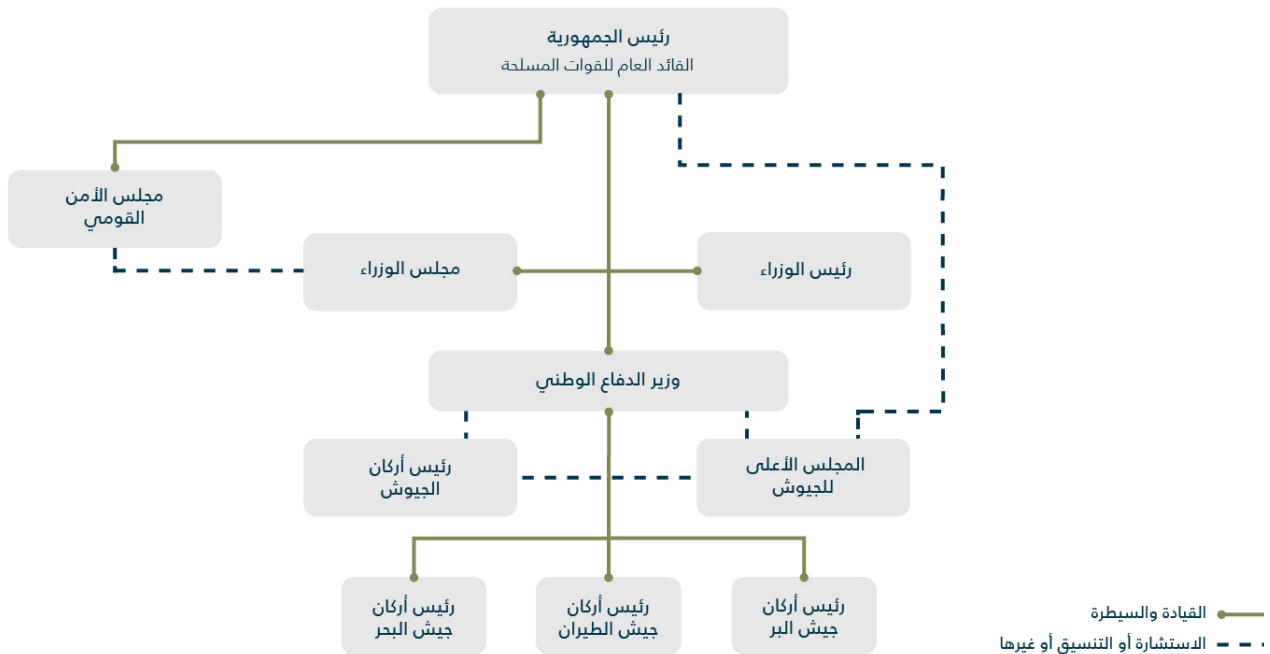 رئيس الجمهورية
القائد العام للقوات المسلحة
مجلس الأمن
القومي
رئيس الوزراء
مجلس الوزراء
وزير الدفاع الوطني
المجلس الأعلى
للجيوش
رئيس أركان
الجيوش
رئيس أركان
جيش البر
رئيس أركان
جيش الطيران
رئيس أركان
جيش البحر
القيادة والسيطرة
الاستشارة أو التنسيق أو غيرها